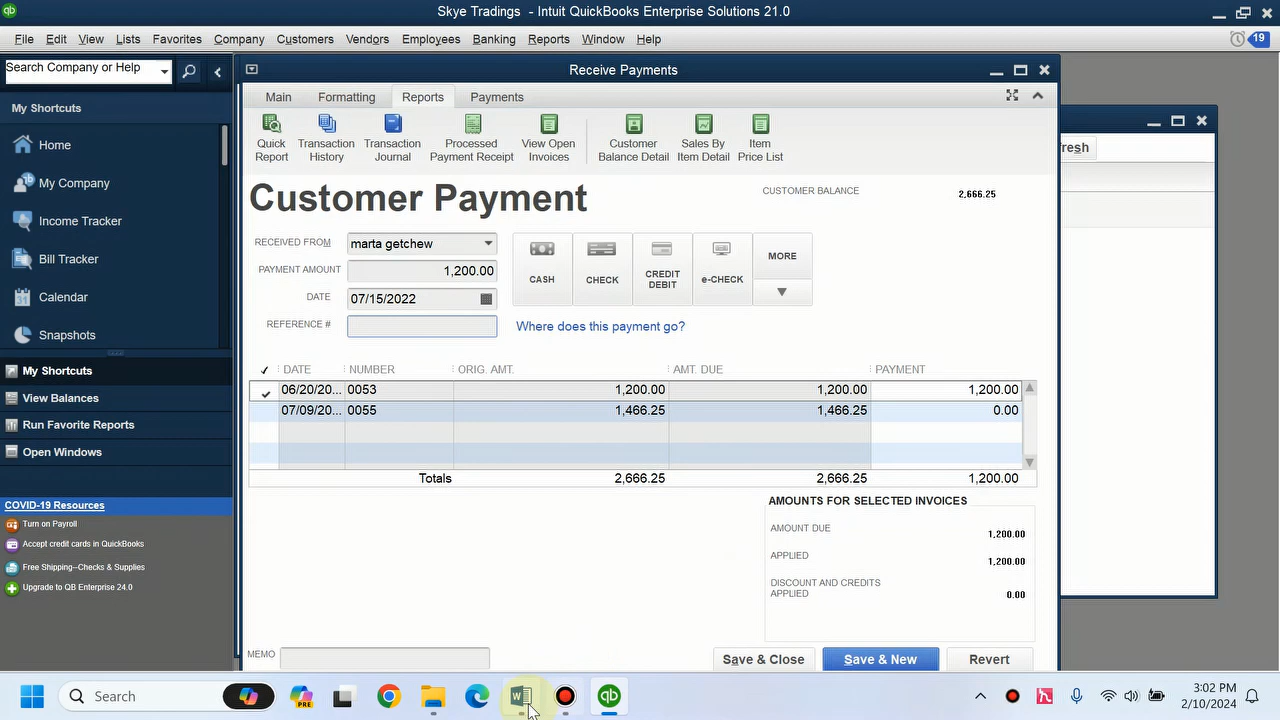 Skye Tradings - Intuit QuickBooks Enterprise Solutions 21.0
File Edit View Lists Favorites Company Customers Vendors Employees Banking Reports Window Help
19
Search Company or Help
My Shortcuts
Home
My Company
Income Tracker
Bill Tracker
Calendar
Snapshots
My Shortcuts
View Balances
Run Favorite Reports
Open Windows
COVID-19 Resources
Turn on Payroll
Accept credit cards in QuickBooks
Free Shipping--Checks & Supplies
Upgrade to QB Enterprise 24.0
Receive Payments
Main Formatting Reports Payments
Quick Report
Transaction History
Transaction Journal
Processed Payment Receipt
View Open Invoices
Customer Balance Detail
Sales By Item Detail
Item Price List
Customer Payment
CUSTOMER BALANCE 2,666.25
RECEIVED FROM marta getchew
PAYMENT AMOUNT 1,200.00
DATE 07/15/2022
REFERENCE #
CASH
CHECK
CREDIT DEBIT
e-CHECK
MORE
Where does this payment go?
DATE NUMBER ORIG. AMT. AMT. DUE PAYMENT
06/20/20... 0053 1,200.00 1,200.00 1,200.00
07/09/20... 0055 1,466.25 1,466.25 0.00
Totals 2,666.25 2,666.25 1,200.00
AMOUNTS FOR SELECTED INVOICES
AMOUNT DUE 1,200.00
APPLIED 1,200.00
DISCOUNT AND CREDITS
APPLIED 0.00
MEMO
Save & Close Save & New Revert
fresh
qb
Search
PRE
W
qb
3:02 PM
2/10/2024